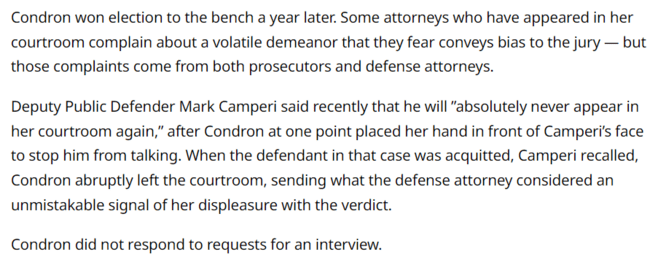 Condron won election to the bench a year later. Some attorneys who have appeared in her
courtroom complain about a volatile demeanor that they fear conveys bias to the jury — but
those complaints come from both prosecutors and defense attorneys.
Deputy Public Defender Mark Camperi said recently that he will ”absolutely never appear in
her courtroom again,” after Condron at one point placed her hand in front of Camperi’s face
to stop him from talking. When the defendant in that case was acquitted, Camperi recalled,
Condron abruptly left the courtroom, sending what the defense attorney considered an
unmistakable signal of her displeasure with the verdict.
Condron did not respond to requests for an interview.